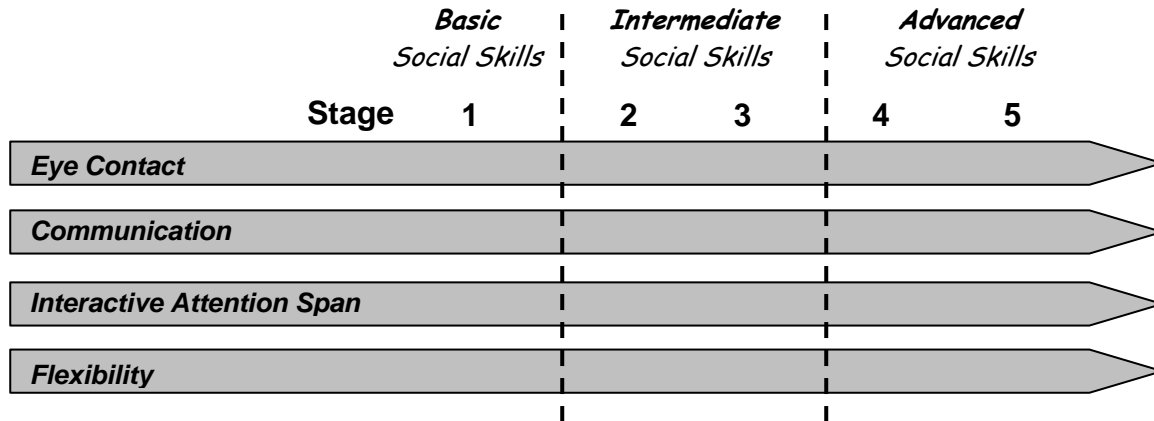 Basic Intermediate Advanced
Social Skills Social Skills Social Skills
Stage 1 2 3 4 5
Eye Contact
Communication
Interactive Attention Span
Flexibility